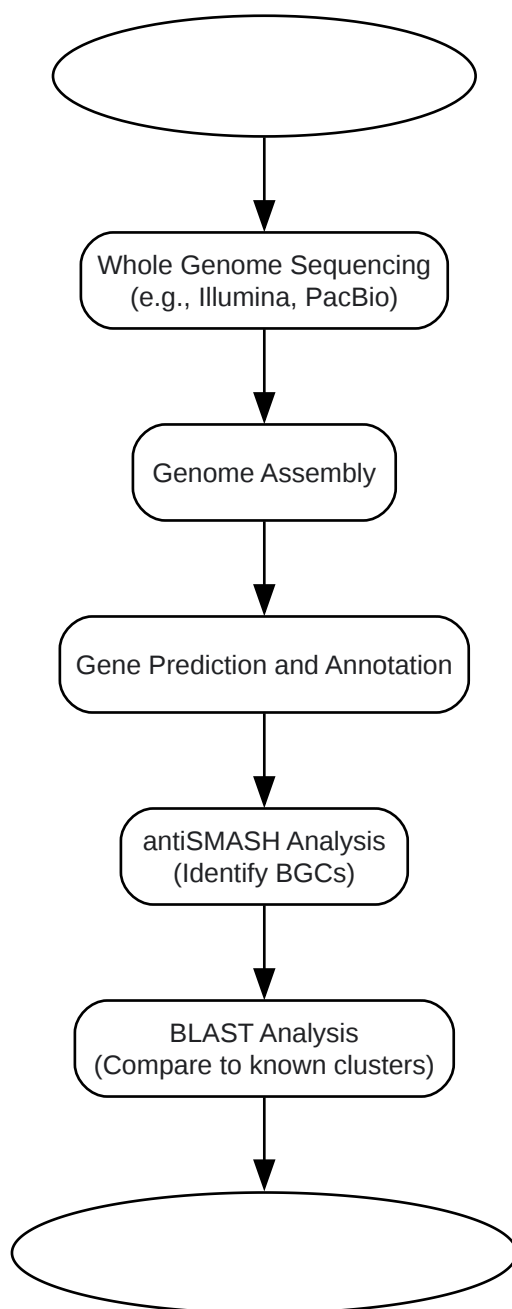 Whole Genome Sequencing
(e.g., Illumina, PacBio)
Genome Assembly
Gene Prediction and Annotation
antiSMASH Analysis
(Identify BGCs)
BLAST Analysis
(Compare to known clusters)